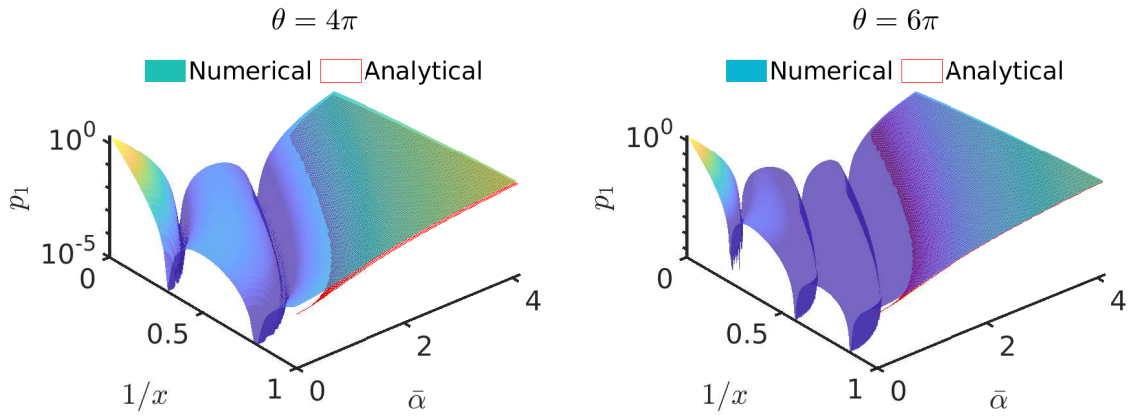 θ = 4π
Numerical Analytical
10^0
10^-5
p_1
0
0.5
1
1/x
0
2
4
ᾱ
θ = 6π
Numerical Analytical
10^0
p_1
0
0.5
1
1/x
0
2
4
ᾱ